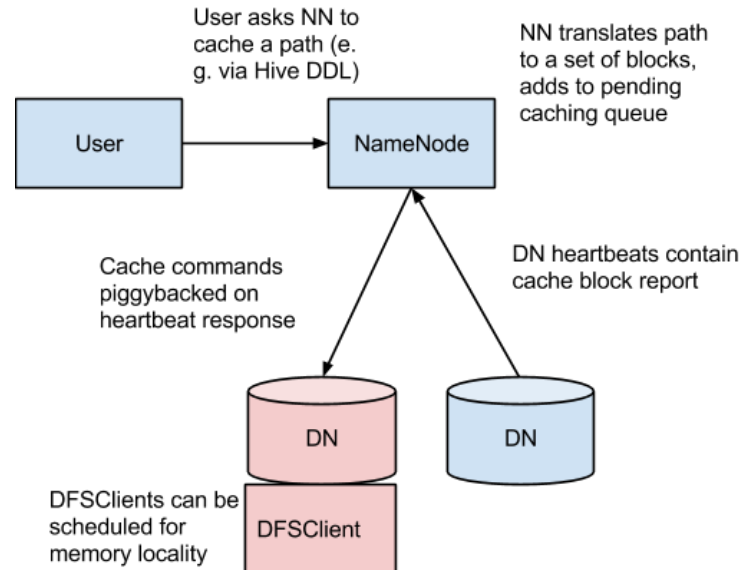 User asks NN to
cache a path (e.
g. via Hive DDL)
NN translates path
to a set of blocks,
adds to pending
caching queue
User
NameNode
Cache commands
piggybacked on
heartbeat response
DN heartbeats contain
cache block report
DN
DN
DFSClients can be
scheduled for
memory locality
DFSClient